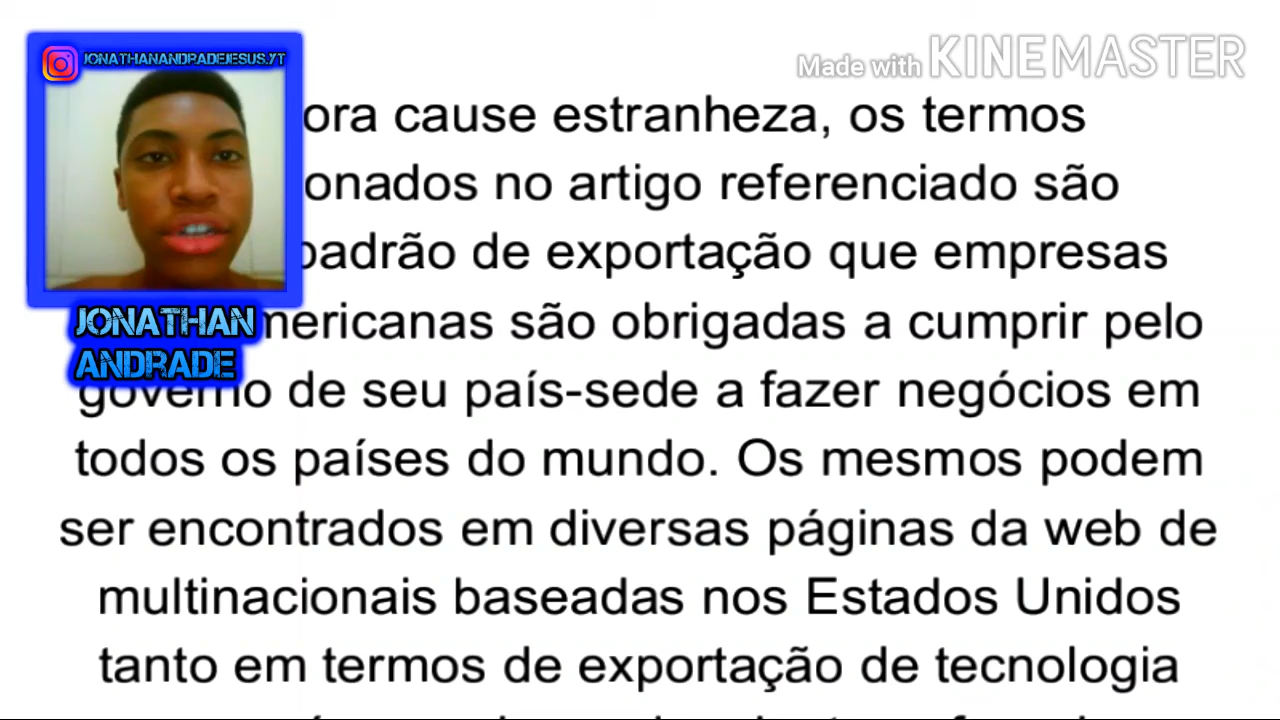 JONATHANANDRADEJESUS.YT
Made with KINEMASTER
ora cause estranheza, os termos
onados no artigo referenciado são
padrão de exportação que empresas
JONATHAN
mericanas são obrigadas a cumprir pelo
ANDRADE
governo de seu país-sede a fazer negócios em
todos os países do mundo. Os mesmos podem
ser encontrados em diversas páginas da web de
multinacionais baseadas nos Estados Unidos
tanto em termos de exportação de tecnologia